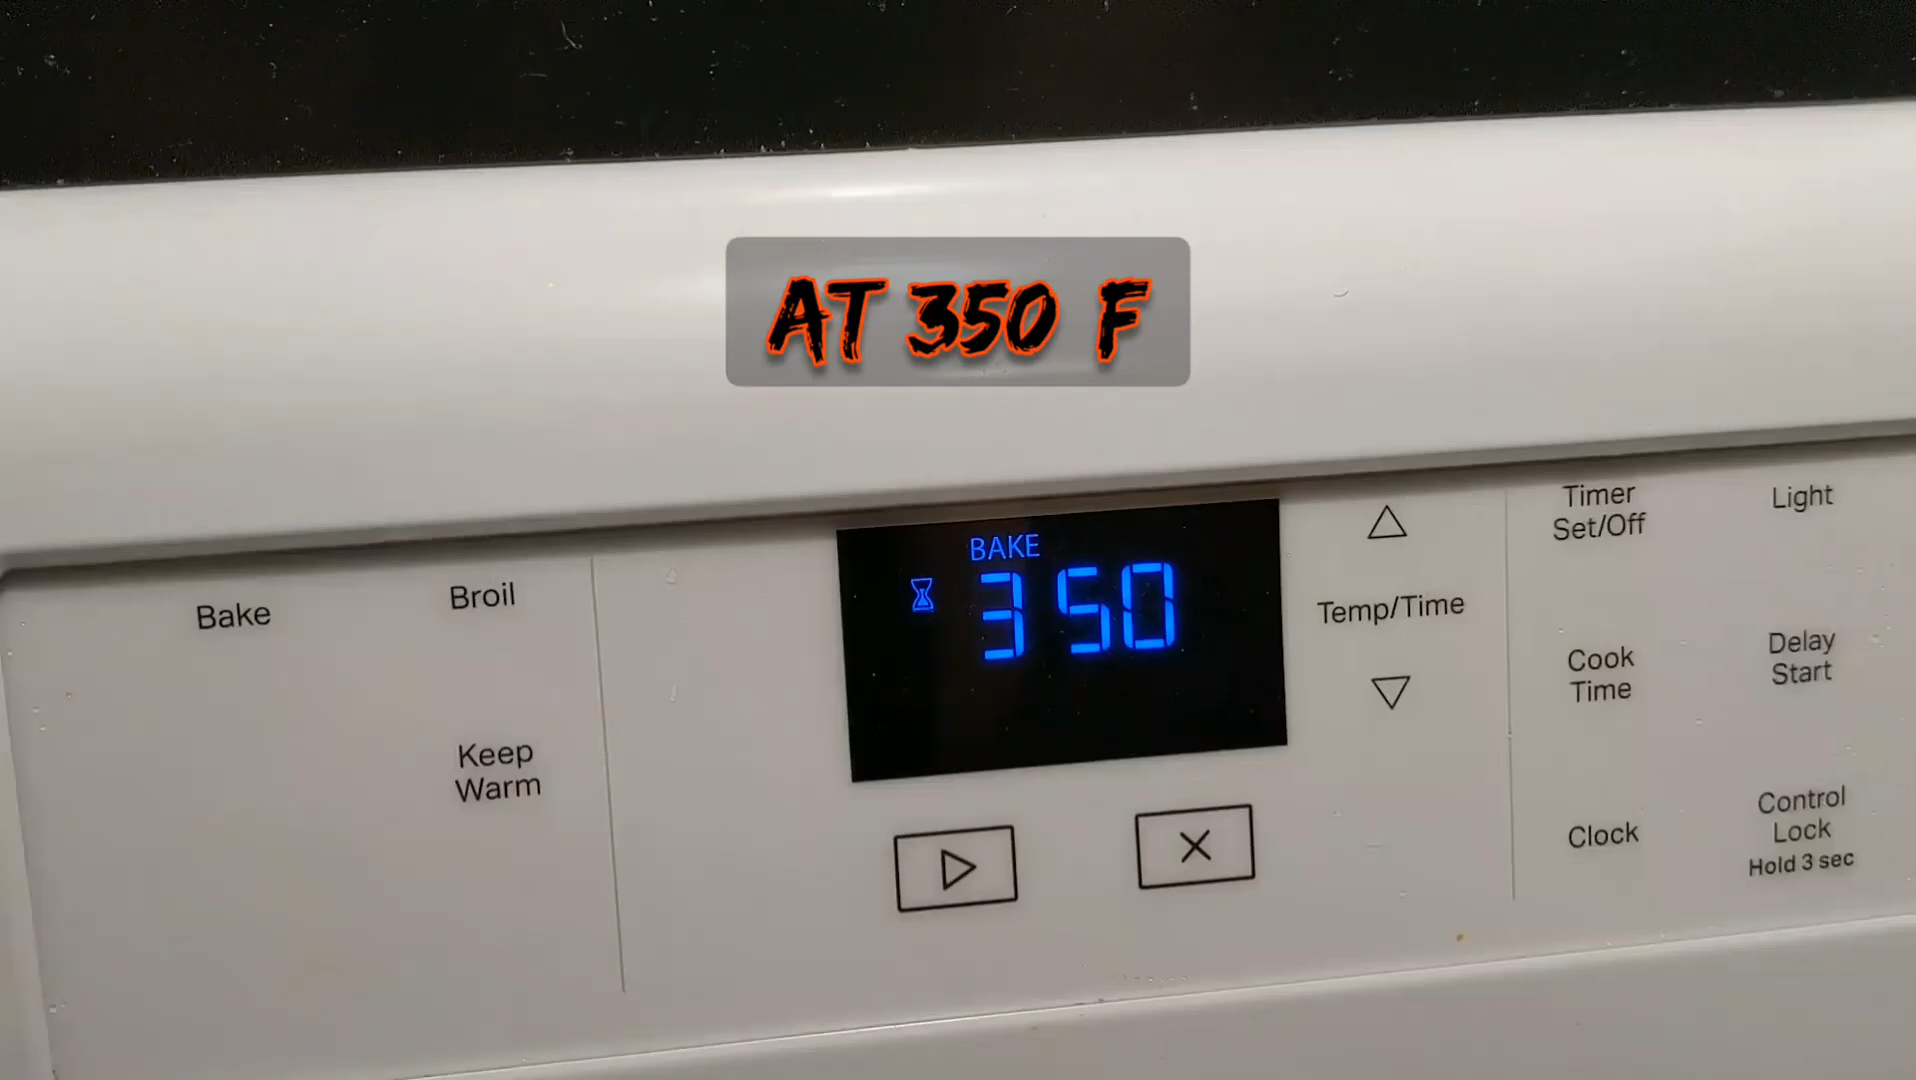 AT 350 F
BAKE
350
Bake
Broil
Keep
Warm
Temp/Time
Timer
Set/Off
Light
Cook
Time
Delay
Start
Clock
Control
Lock
Hold 3 sec